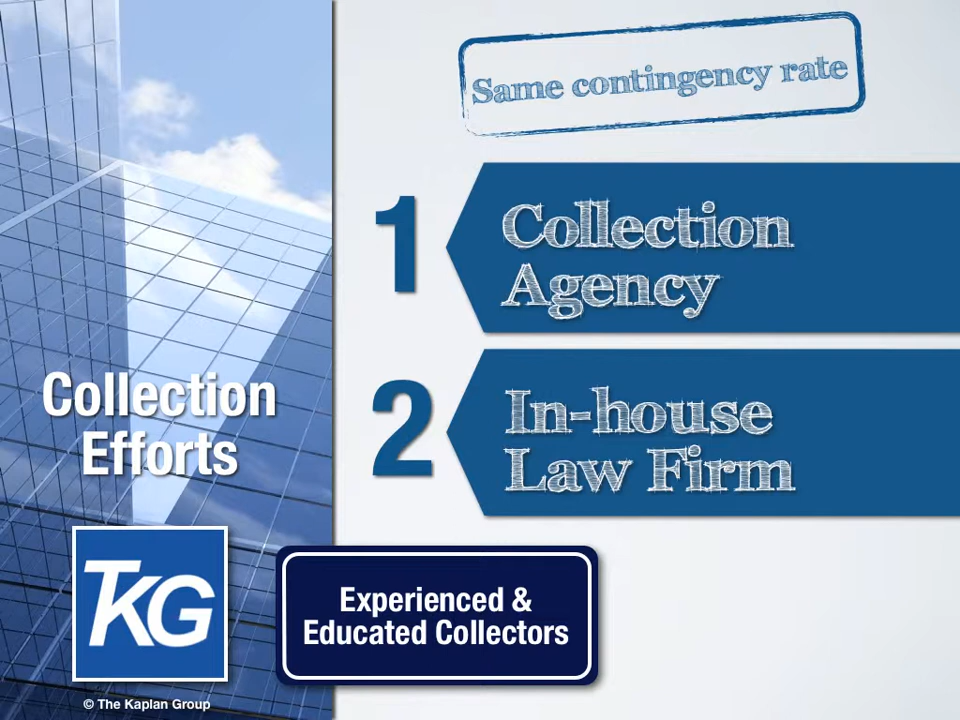 Same contingency rate
1
Collection
Agency
2
In-house
Law Firm
Collection
Efforts
TKG
Experienced &
Educated Collectors
© The Kaplan Group